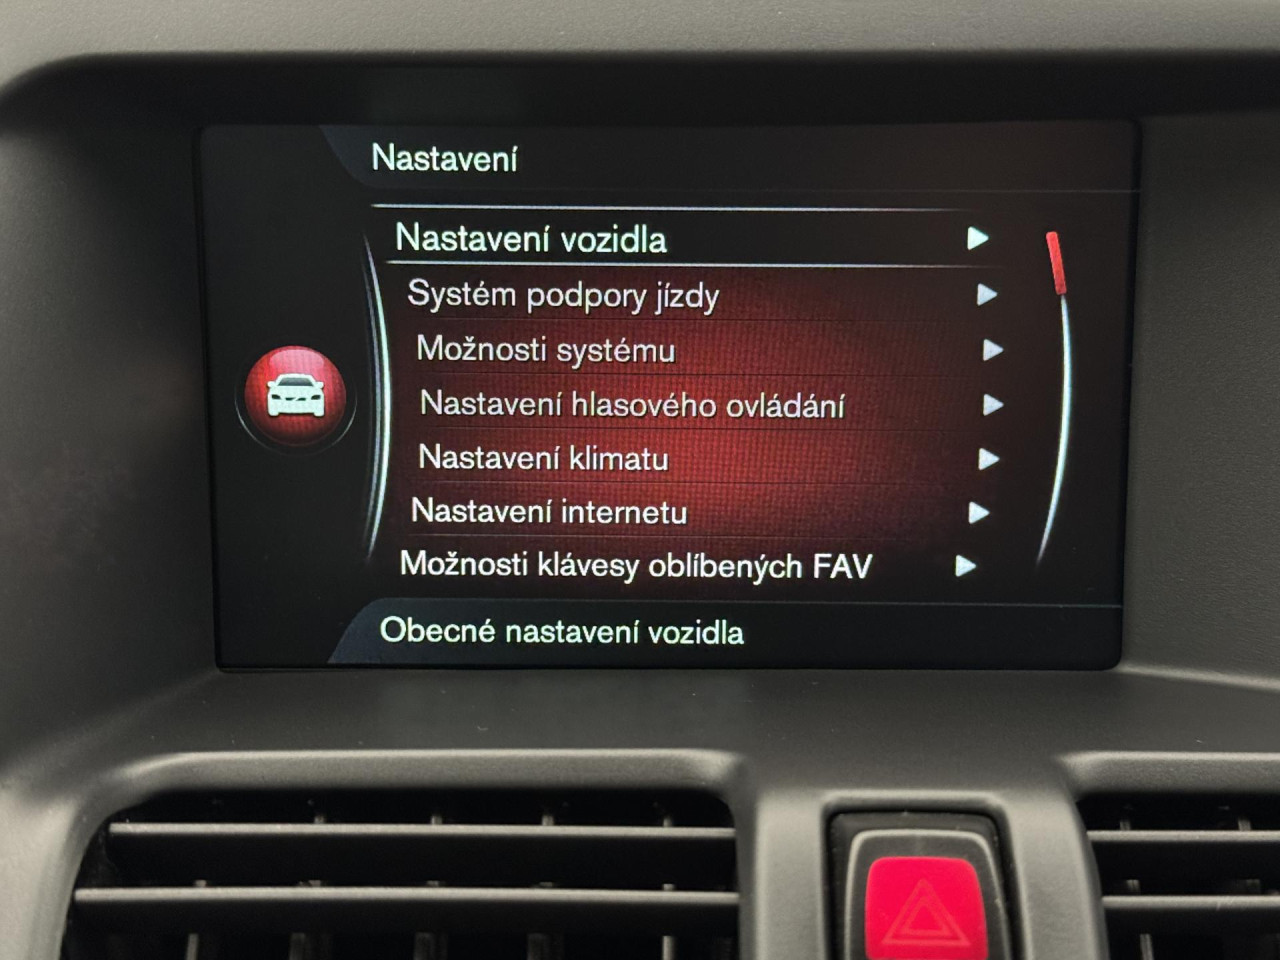 Nastavení
Nastavení vozidla
Systém podpory jízdy
Možnosti systému
Nastavení hlasového ovládání
Nastavení klimatu
Nastavení internetu
Možnosti klávesy oblíbených FAV
Obecné nastavení vozidla